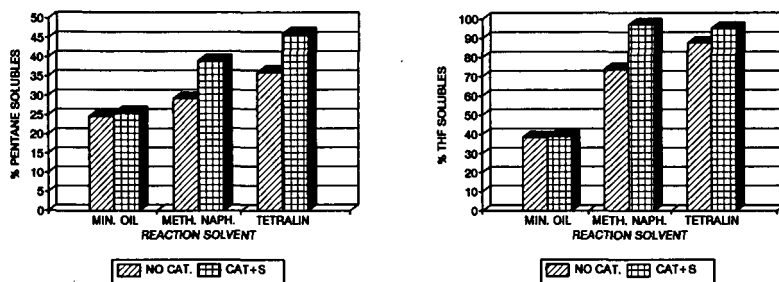 % PENTANE SOLUBLES
50
45
40
35
30
25
20
15
10
5
0
MIN. OIL METH. NAPH. TETRALIN
REACTION SOLVENT
NO CAT. CAT+S
% THF SOLUBLES
100
90
80
70
60
50
40
30
20
10
0
MIN. OIL METH. NAPH. TETRALIN
REACTION SOLVENT
NO CAT. CAT+S